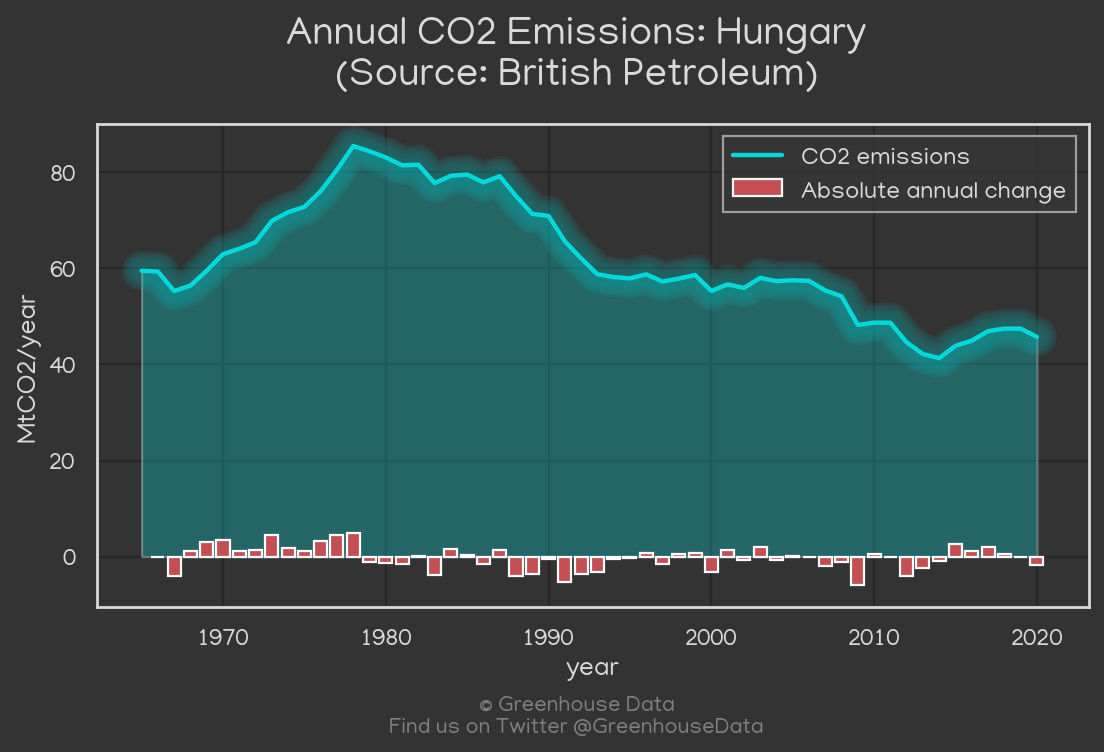 Annual CO2 Emissions: Hungary
(Source: British Petroleum)
CO2 emissions
Absolute annual change
MtCO2/year
80
60
40
20
0
1970 1980 1990 2000 2010 2020
year
© Greenhouse Data
Find us on Twitter @GreenhouseData